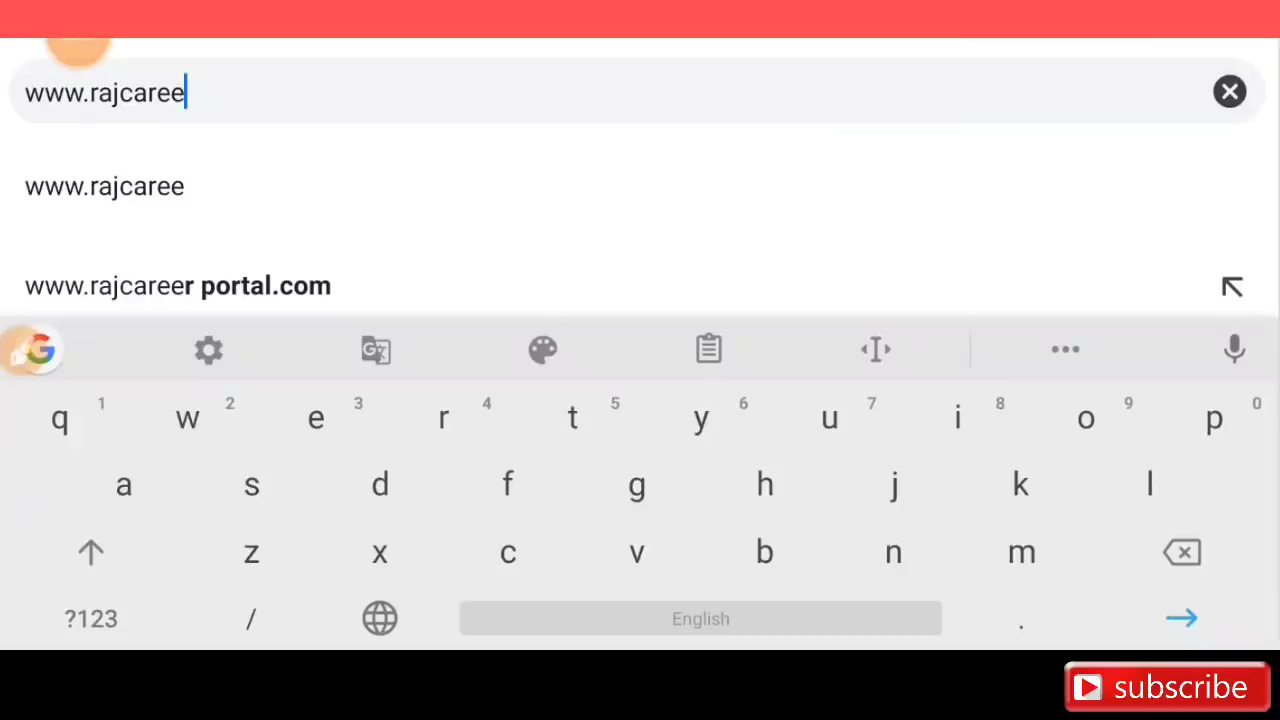 www.rajcaree
www.rajcaree
www.rajcareer portal.com
G
q 1 w 2 e 3 r 4 t 5 y 6 u 7 i 8 o 9 p 0
a s d f g h j k l
z x c v b n m
?123 / English .
subscribe